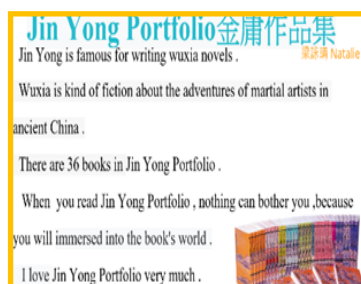 Jin Yong Portfolio金庸作品集
梁詠琦 Natalie
Jin Yong is famous for writing wuxia novels .
Wuxia is kind of fiction about the adventures of martial artists in
ancient China .
There are 36 books in Jin Yong Portfolio .
When you read Jin Yong Portfolio , nothing can bother you ,because
you will immersed into the book's world .
I love Jin Yong Portfolio very much .